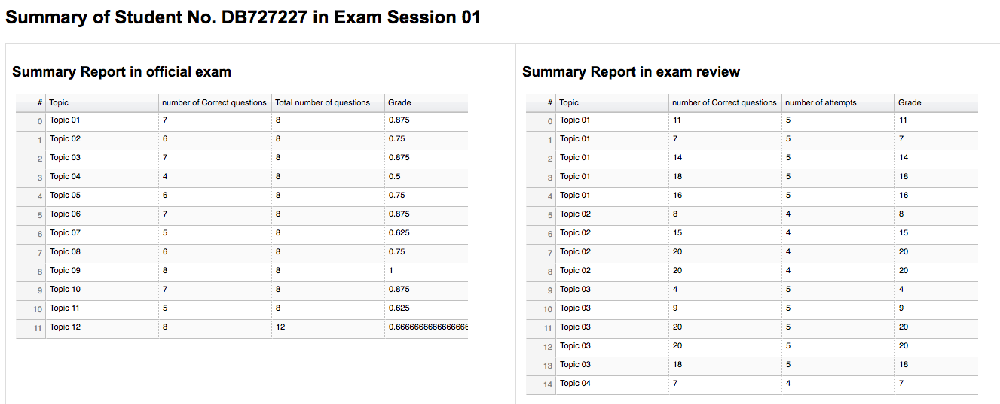 Summary of Student No. DB727227 in Exam Session 01
Summary Report in official exam
# Topic number of Correct questions Total number of questions Grade
0 Topic 01 7 8 0.875
1 Topic 02 6 8 0.75
2 Topic 03 7 8 0.875
3 Topic 04 4 8 0.5
4 Topic 05 6 8 0.75
5 Topic 06 7 8 0.875
6 Topic 07 5 8 0.625
7 Topic 08 6 8 0.75
8 Topic 09 8 8 1
9 Topic 10 7 8 0.875
10 Topic 11 5 8 0.625
11 Topic 12 8 12 0.6666666666666666
Summary Report in exam review
# Topic number of Correct questions number of attempts Grade
0 Topic 01 11 5 11
1 Topic 01 7 5 7
2 Topic 01 14 5 14
3 Topic 01 18 5 18
4 Topic 01 16 5 16
5 Topic 02 8 4 8
6 Topic 02 15 4 15
7 Topic 02 20 4 20
8 Topic 02 20 4 20
9 Topic 03 4 5 4
10 Topic 03 9 5 9
11 Topic 03 20 5 20
12 Topic 03 20 5 20
13 Topic 03 18 5 18
14 Topic 04 7 4 7